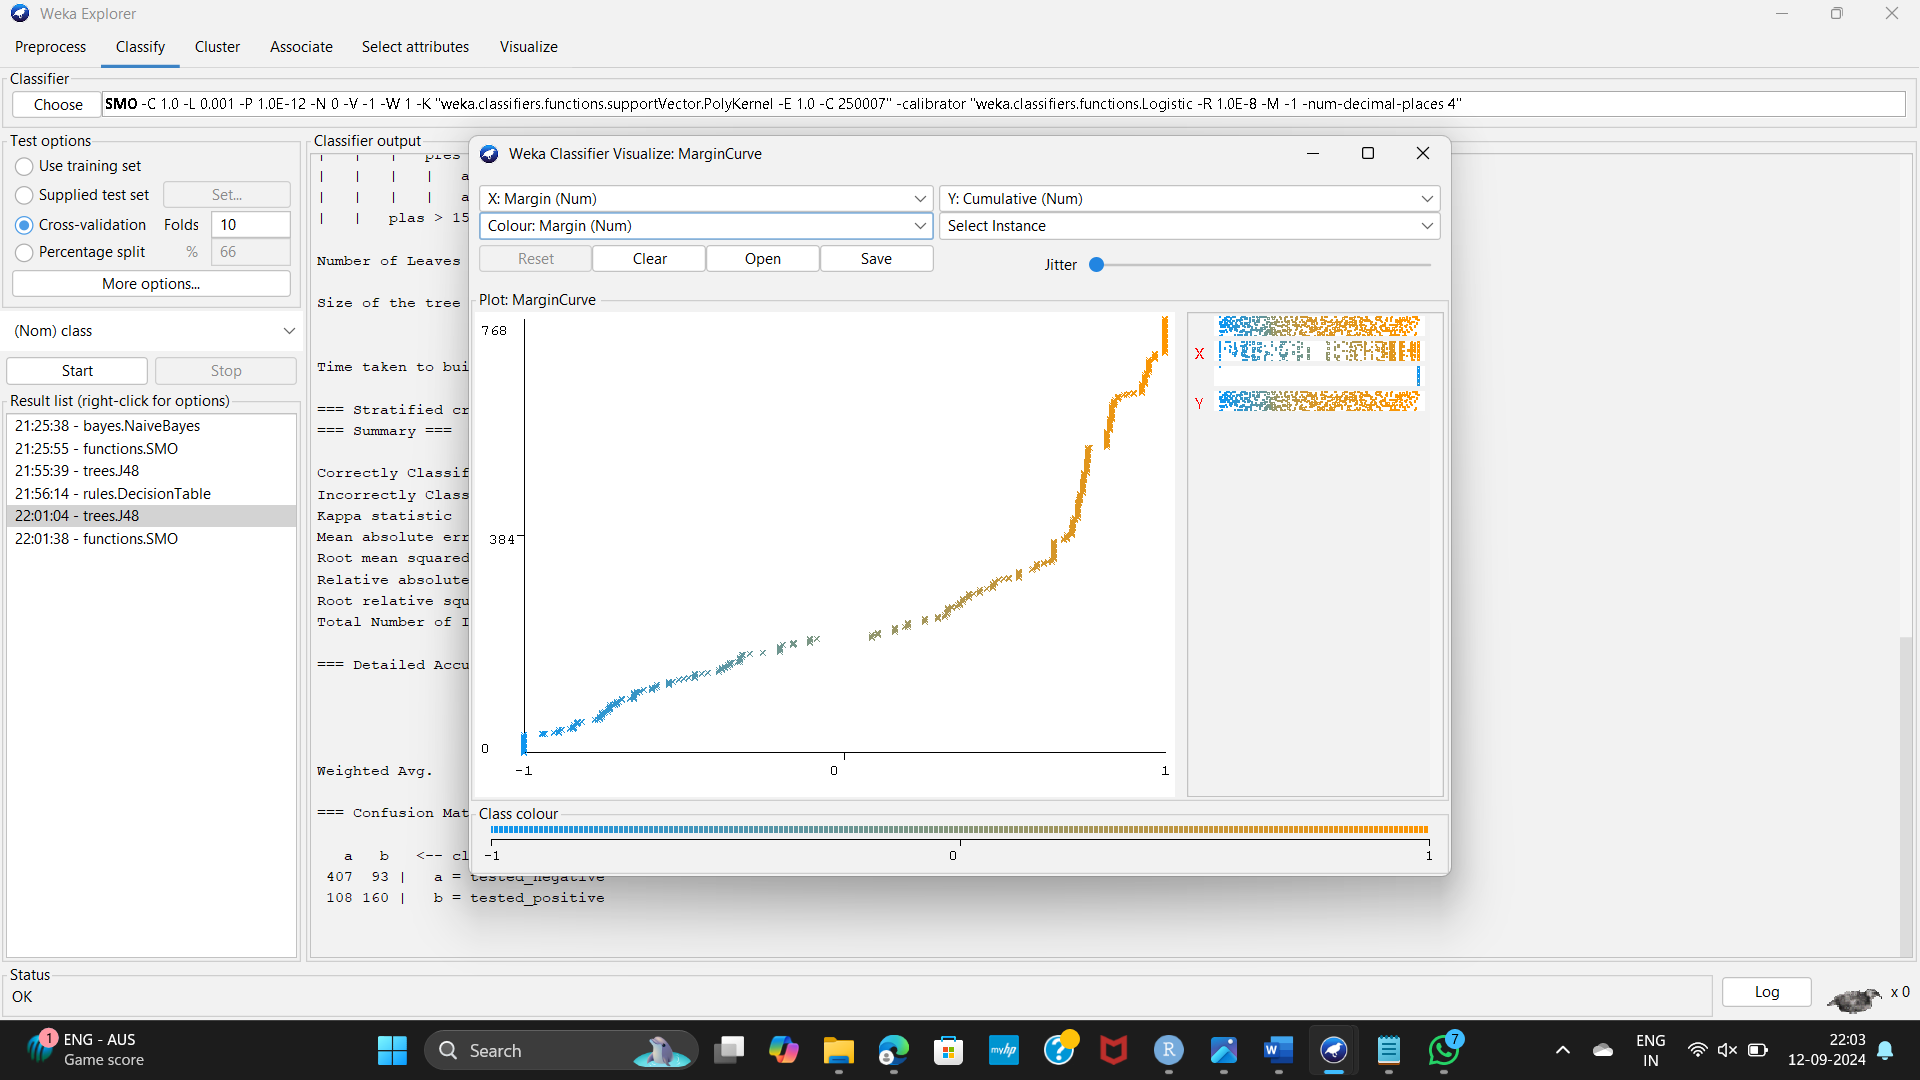 Weka Explorer
Preprocess Classify Cluster Associate Select attributes Visualize
Classifier
Choose SMO -C 1.0 -L 0.001 -P 1.0E-12 -N 0 -V -1 -W 1 -K "weka.classifiers.functions.supportVector.PolyKernel -E 1.0 -C 250007" -calibrator "weka.classifiers.functions.Logistic -R 1.0E-8 -M -1 -num-decimal-places 4"
Test options
Use training set
Supplied test set Set...
Cross-validation Folds 10
Percentage split % 66
More options...
(Nom) class
Start Stop
Result list (right-click for options)
21:25:38 - bayes.NaiveBayes
21:25:55 - functions.SMO
21:55:39 - trees.J48
21:56:14 - rules.DecisionTable
22:01:04 - trees.J48
22:01:38 - functions.SMO
Classifier output
| | | pres
| | | | a
| | | | a
| | plas > 15
Number of Leaves
Size of the tree
Time taken to bui
=== Stratified cr
=== Summary ===
Correctly Classif
Incorrectly Class
Kappa statistic
Mean absolute err
Root mean squared
Relative absolute
Root relative squ
Total Number of I
=== Detailed Accu
Weighted Avg.
=== Confusion Mat
a b <-- cl
407 93 | a = tested_negative
108 160 | b = tested_positive
Weka Classifier Visualize: MarginCurve
X: Margin (Num) Y: Cumulative (Num)
Colour: Margin (Num) Select Instance
Reset Clear Open Save Jitter
Plot: MarginCurve
768
384
0
-1 0 1
X
Y
Class colour
-1 0 1
Status
OK
Log x 0
1 ENG - AUS
Game score
Search
myhp
?
R
W
7
ENG
IN
22:03
12-09-2024